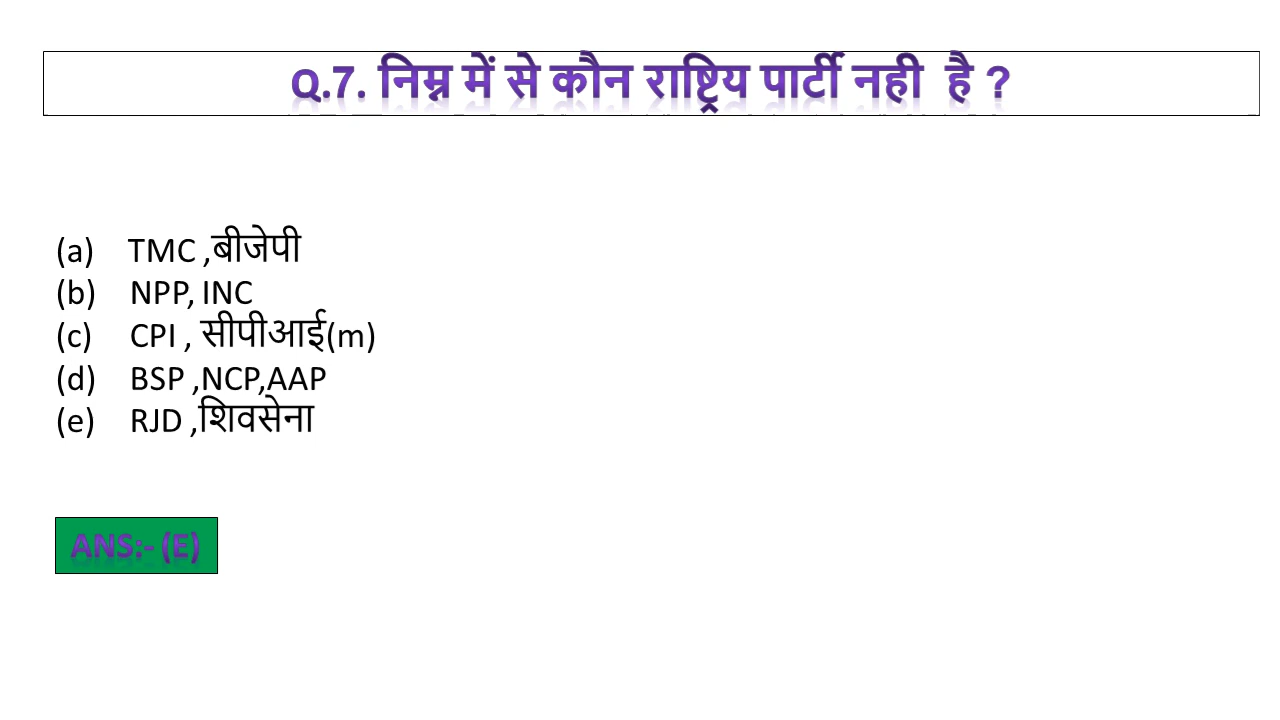 Q.7. निम्न में से कौन राष्ट्रिय पार्टी नही है ?
(a) TMC ,बीजेपी
(b) NPP, INC
(c) CPI , सीपीआई(m)
(d) BSP ,NCP,AAP
(e) RJD ,शिवसेना
ANS:- (E)